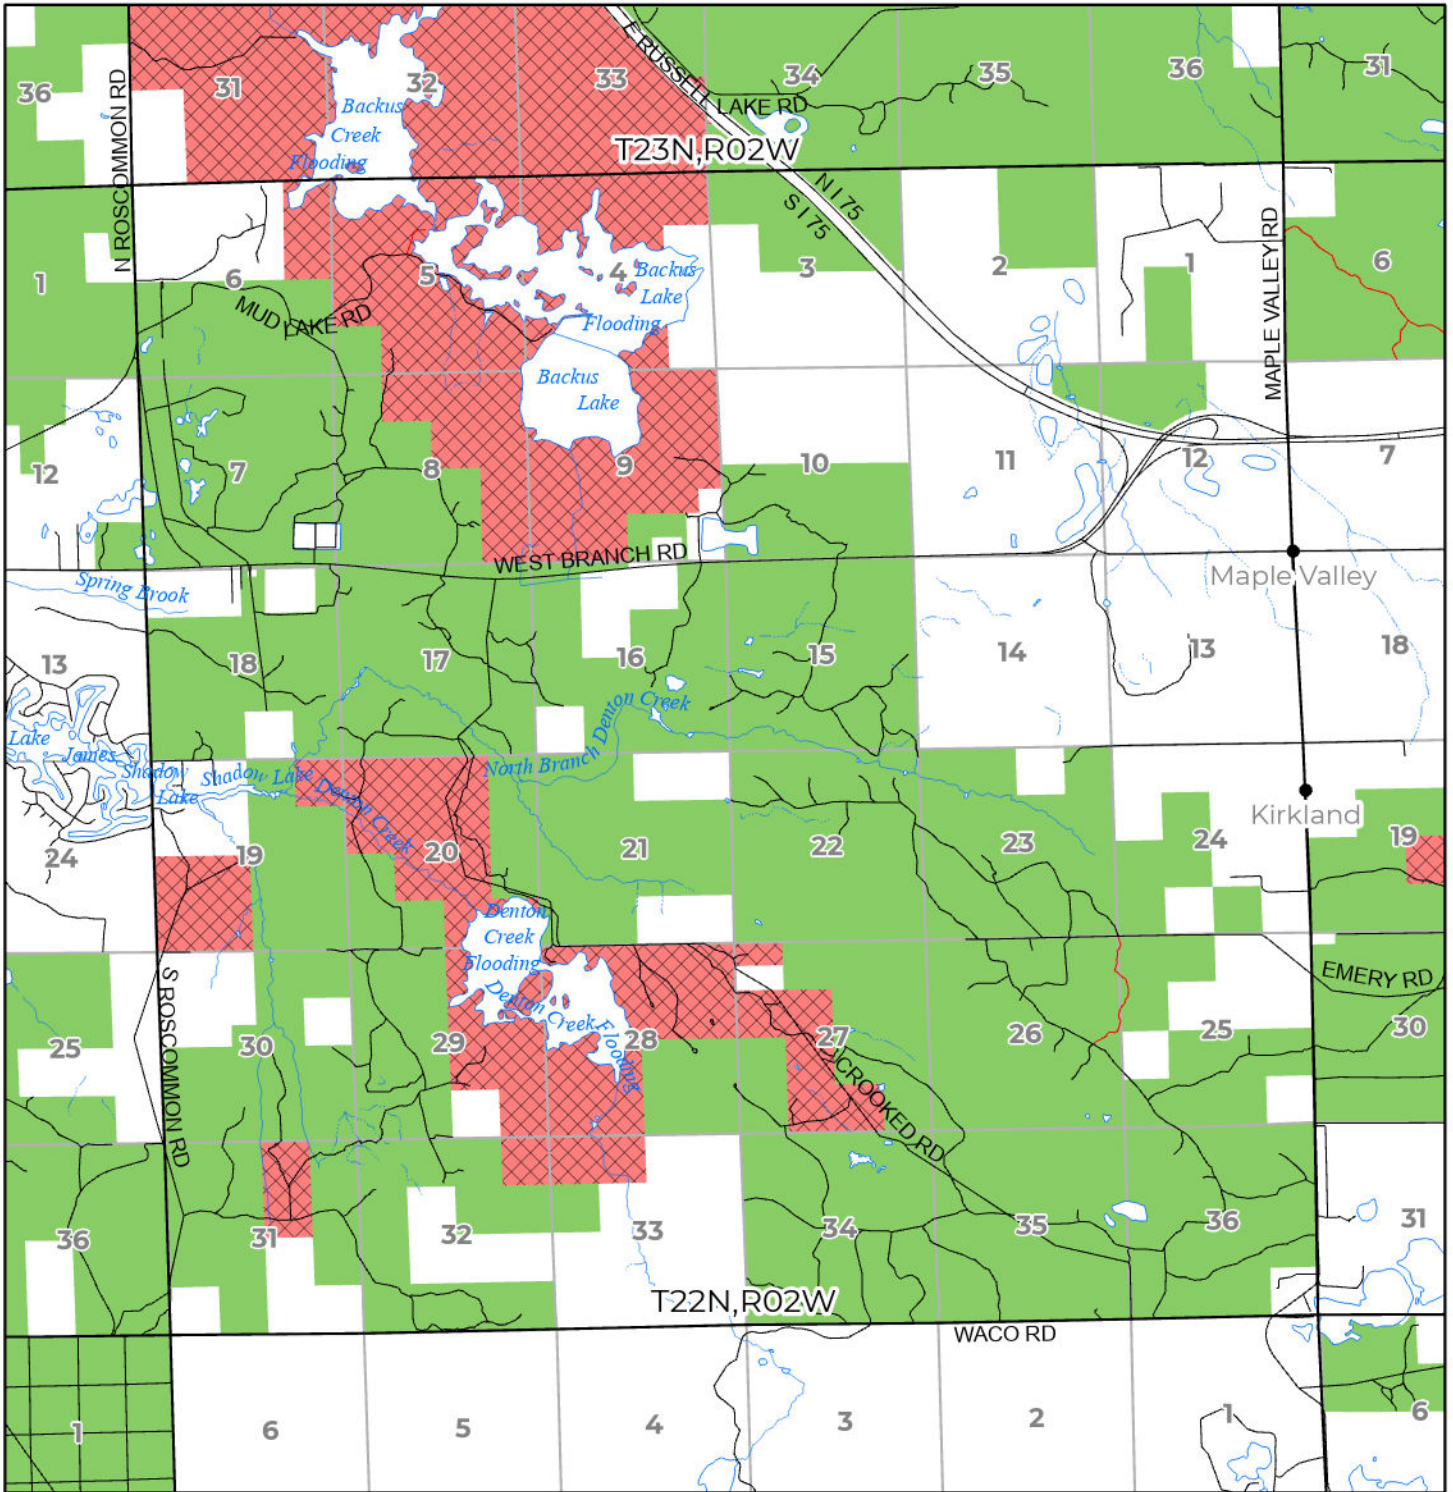 36
31
32
33
34
35
36
31
E RUSSELL LAKE RD
N ROSCOMMON RD
Backus
Creek
Flooding
T23N,R02W
N I 75
S I 75
MAPLE VALLEY RD
1
6
5
4
3
2
1
6
Backus
Lake
Flooding
MUD LAKE RD
Backus
Lake
12
7
8
9
10
11
12
7
WEST BRANCH RD
Maple Valley
Spring Brook
13
18
17
16
15
14
13
18
North Branch Denton Creek
Lake
James
Shadow
Lake
Shadow Lake
Denton Creek
Kirkland
24
19
20
21
22
23
24
19
Denton
Creek
Flooding
Denton Creek Flooding
EMERY RD
S ROSCOMMON RD
25
30
29
28
27
26
25
30
CROOKED RD
36
31
32
33
34
35
36
31
T22N,R02W
WACO RD
1
6
5
4
3
2
1
6